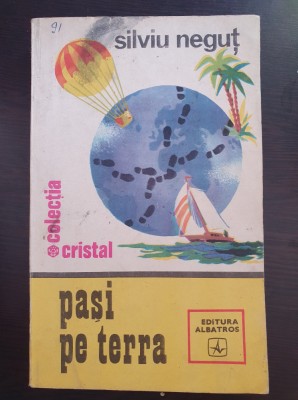 91
silviu neguț
colecția
cristal
pași
pe terra
EDITURA
ALBATROS